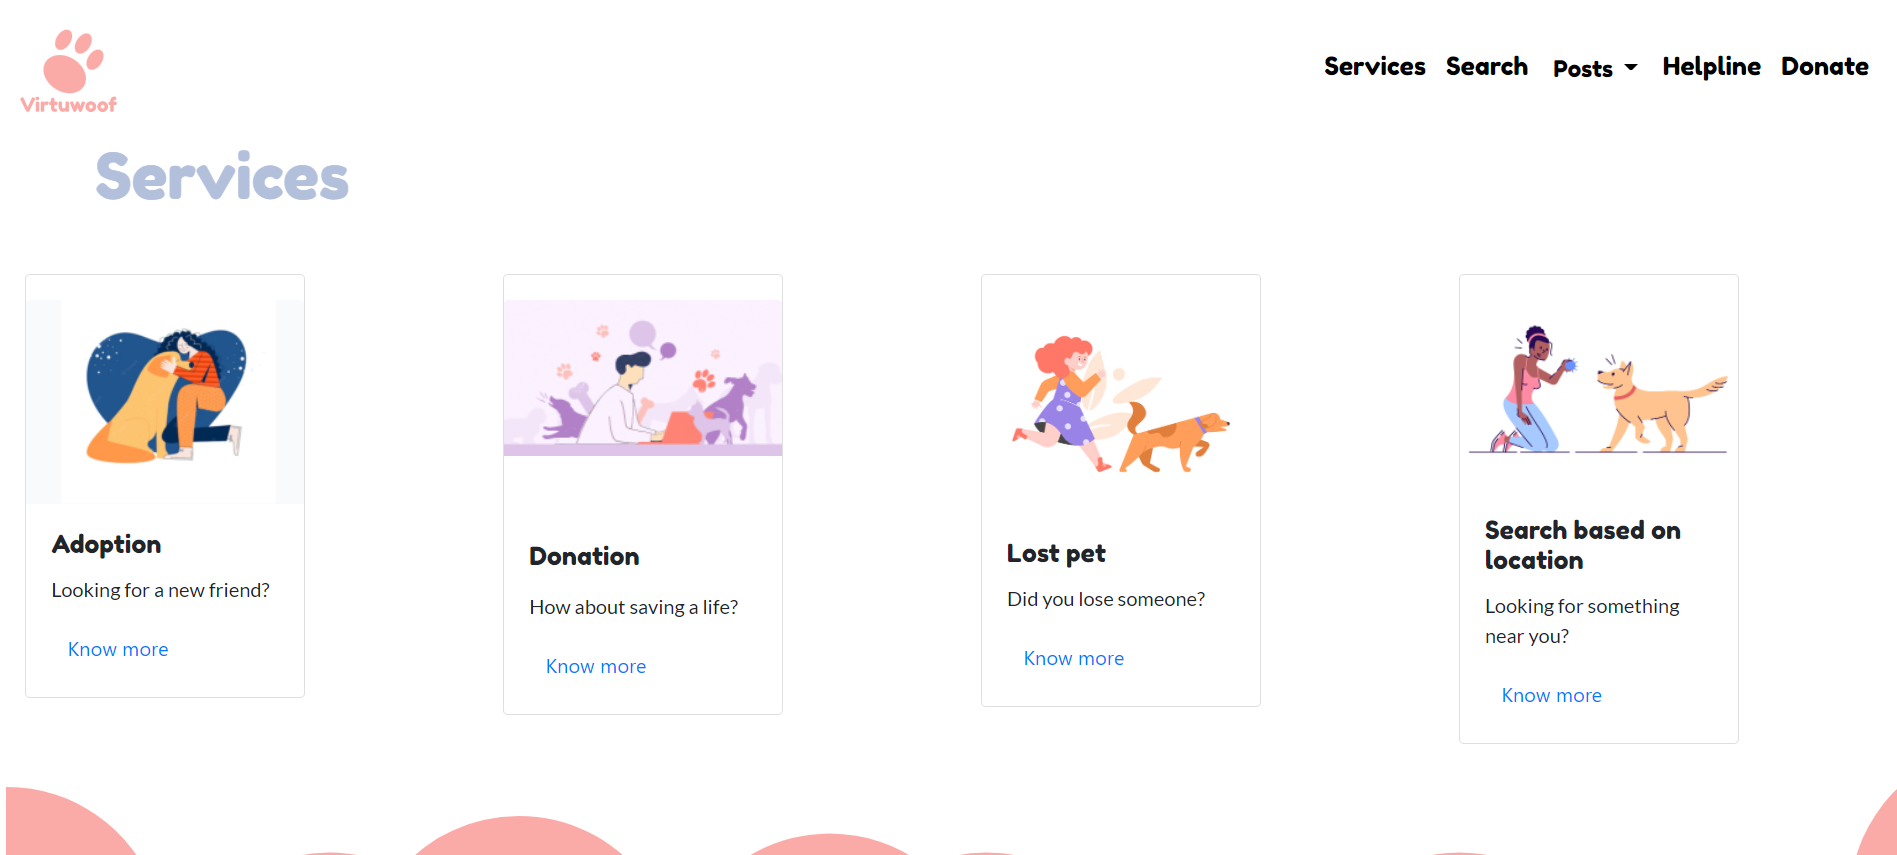 Virtuwoof
Services Search Posts Helpline Donate
Services
Adoption
Looking for a new friend?
Know more
Donation
How about saving a life?
Know more
Lost pet
Did you lose someone?
Know more
Search based on
location
Looking for something
near you?
Know more